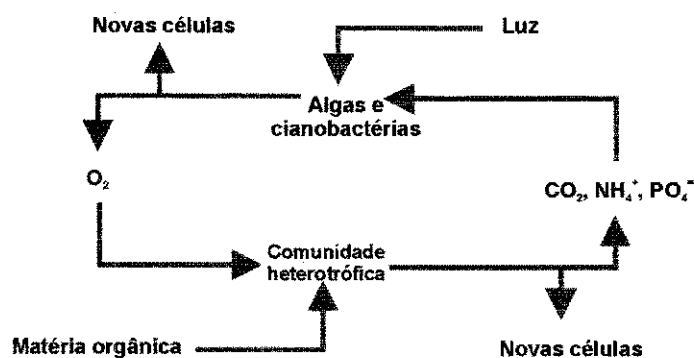 Novas células
Luz
Algas e
cianobactérias
O₂
CO₂, NH₄⁺, PO₄⁻
Comunidade
heterotrófica
Matéria orgânica
Novas células